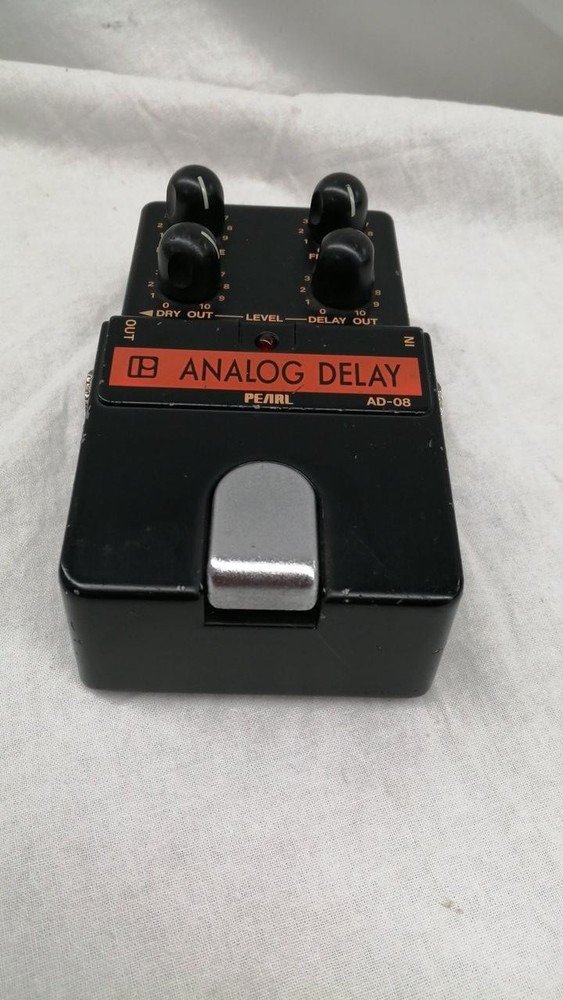 DRY OUT LEVEL DELAY OUT
OUT IN
ANALOG DELAY
PEARL AD-08